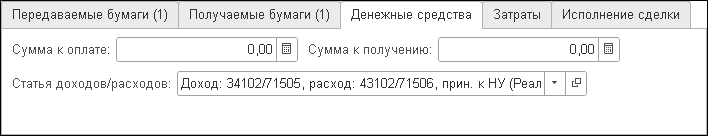 Передаваемые бумаги (1) Получаемые бумаги (1) Денежные средства Затраты Исполнение сделки
Сумма к оплате: 0,00 Сумма к получению: 0,00
Статья доходов/расходов: Доход: 34102/71505, расход: 43102/71506, прин. к НУ (Реал